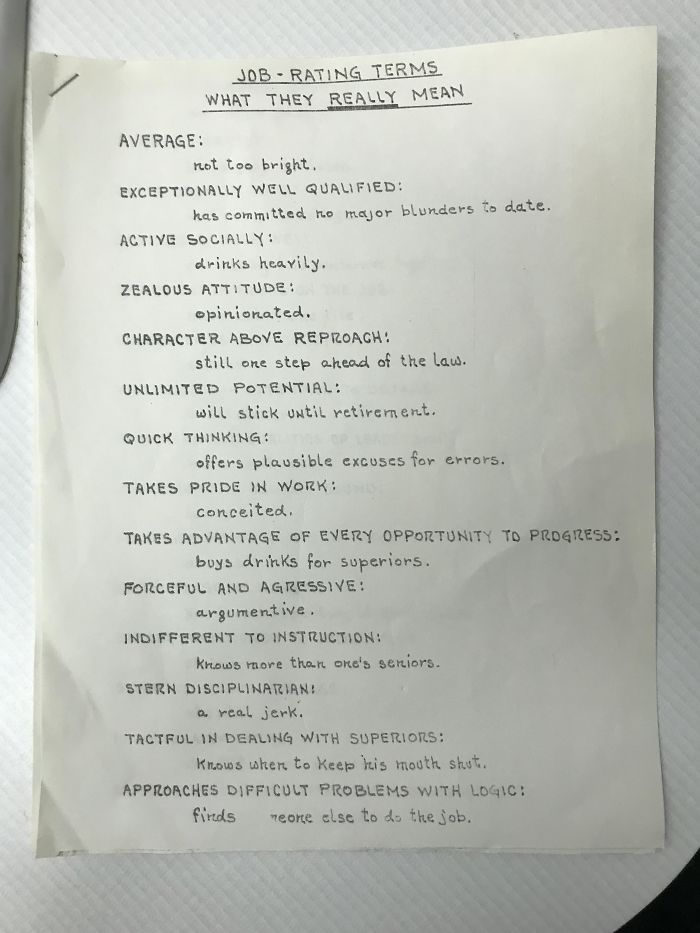 JOB-RATING TERMS
WHAT THEY REALLY MEAN
AVERAGE:
not too bright.
EXCEPTIONALLY WELL QUALIFIED:
has committed no major blunders to date.
ACTIVE SOCIALLY:
drinks heavily.
ZEALOUS ATTITUDE:
opinionated.
CHARACTER ABOVE REPROACH:
still one step ahead of the law.
UNLIMITED POTENTIAL:
will stick until retirement.
QUICK THINKING:
offers plausible excuses for errors.
TAKES PRIDE IN WORK:
conceited.
TAKES ADVANTAGE OF EVERY OPPORTUNITY TO PROGRESS:
buys drinks for superiors.
FORCEFUL AND AGRESSIVE:
argumentive.
INDIFFERENT TO INSTRUCTION:
knows more than one's seniors.
STERN DISCIPLINARIAN:
a real jerk.
TACTFUL IN DEALING WITH SUPERIORS:
knows when to keep his mouth shut.
APPROACHES DIFFICULT PROBLEMS WITH LOGIC:
finds else to do the job.